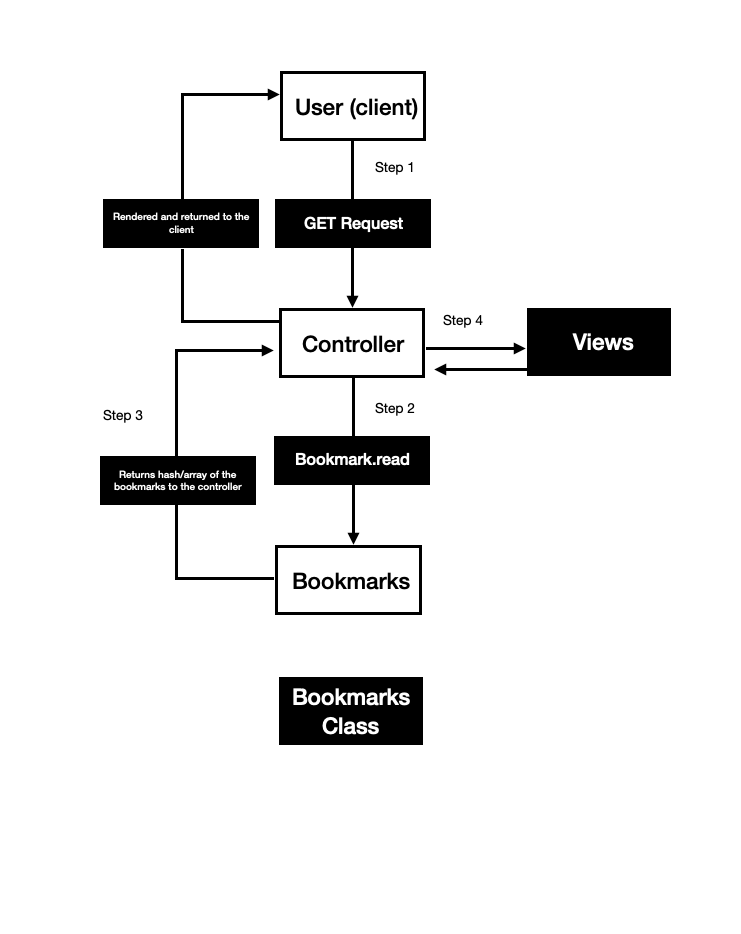 User (client)
Step 1
Rendered and returned to the
client
GET Request
Controller
Step 4
Views
Step 3
Step 2
Returns hash/array of the
bookmarks to the controller
Bookmark.read
Bookmarks
Bookmarks
Class